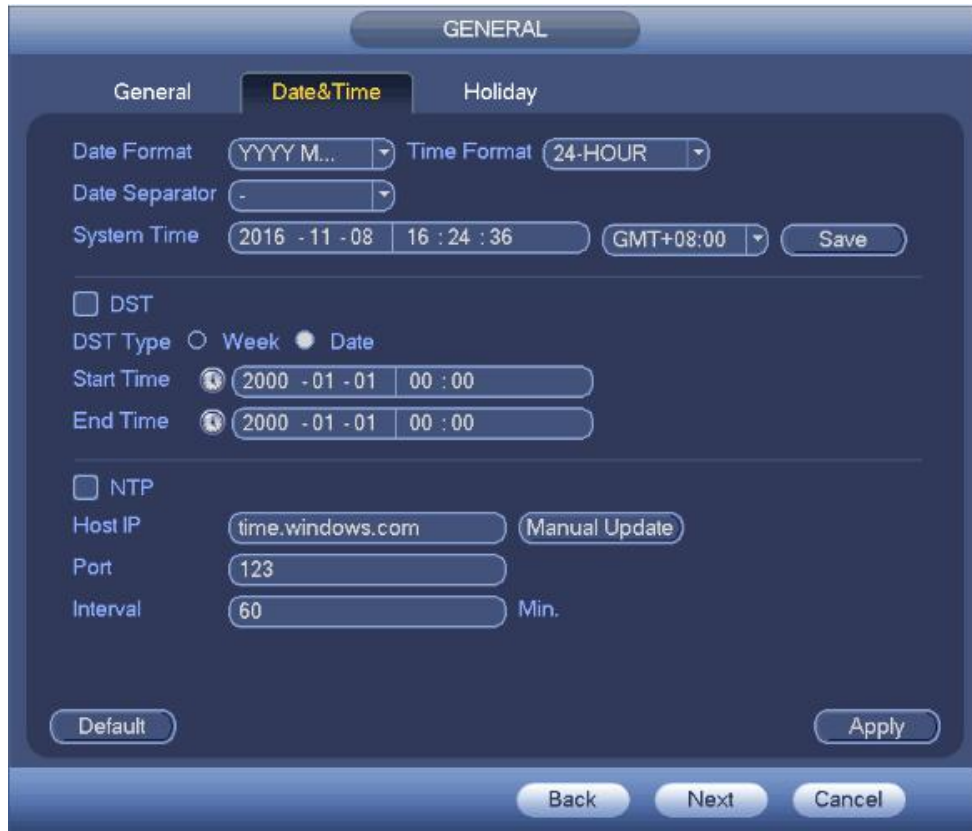 GENERAL
General Date&Time Holiday
Date Format YYYY M... Time Format 24-HOUR
Date Separator -
System Time 2016 - 11 - 08 16 : 24 : 36 GMT+08:00 Save
DST
DST Type Week Date
Start Time 2000 - 01 - 01 00 : 00
End Time 2000 - 01 - 01 00 : 00
NTP
Host IP time.windows.com Manual Update
Port 123
Interval 60 Min.
Default Apply
Back Next Cancel